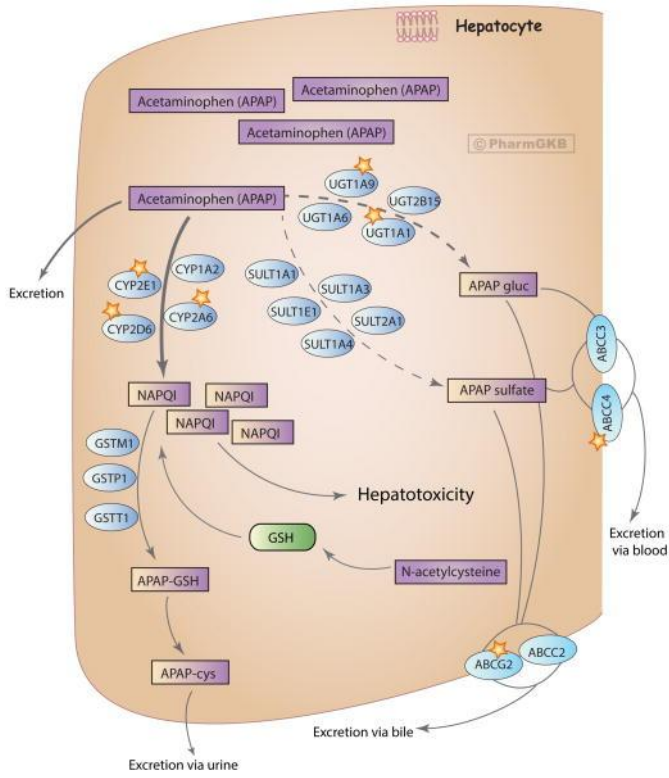 Hepatocyte
Acetaminophen (APAP)
Acetaminophen (APAP)
Acetaminophen (APAP)
© PharmGKB
Acetaminophen (APAP)
UGT1A9
UGT2B15
UGT1A6
UGT1A1
Excretion
CYP2E1
CYP1A2
CYP2D6
CYP2A6
SULT1A1
SULT1A3
SULT1E1
SULT2A1
SULT1A4
APAP gluc
ABCC3
APAP sulfate
ABCC4
NAPQI
NAPQI
NAPQI
NAPQI
GSTM1
GSTP1
GSTT1
Hepatotoxicity
GSH
Excretion
via blood
N-acetylcysteine
APAP-GSH
APAP-cys
ABCG2
ABCC2
Excretion via bile
Excretion via urine